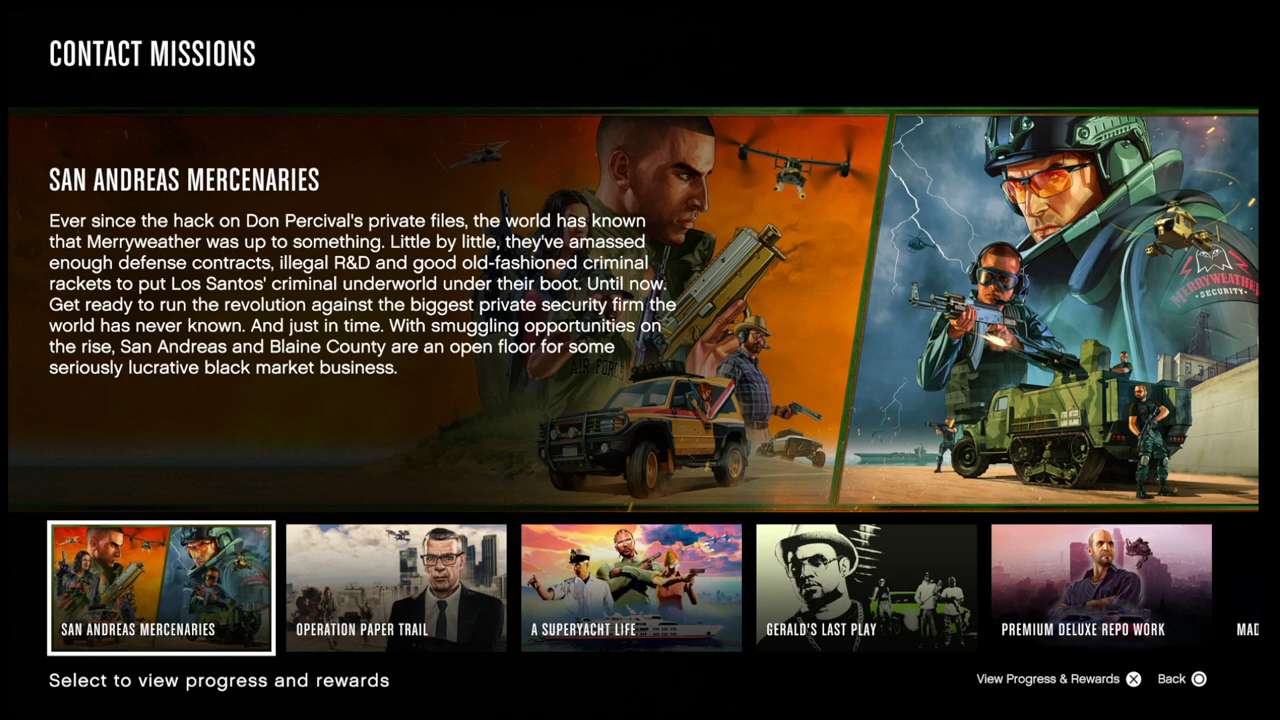 CONTACT MISSIONS
SAN ANDREAS MERCENARIES
Ever since the hack on Don Percival's private files, the world has known
that Merryweather was up to something. Little by little, they've amassed
enough defense contracts, illegal R&D and good old-fashioned criminal
rackets to put Los Santos' criminal underworld under their boot. Until now.
Get ready to run the revolution against the biggest private security firm the
world has never known. And just in time. With smuggling opportunities on
the rise, San Andreas and Blaine County are an open floor for some
seriously lucrative black market business.
AIR FORCE
MERRYWEATHER
·SECURITY·
SAN ANDREAS MERCENARIES
OPERATION PAPER TRAIL
A SUPERYACHT LIFE
GERALD'S LAST PLAY
PREMIUM DELUXE REPO WORK
MAD
Select to view progress and rewards
View Progress & Rewards
Back